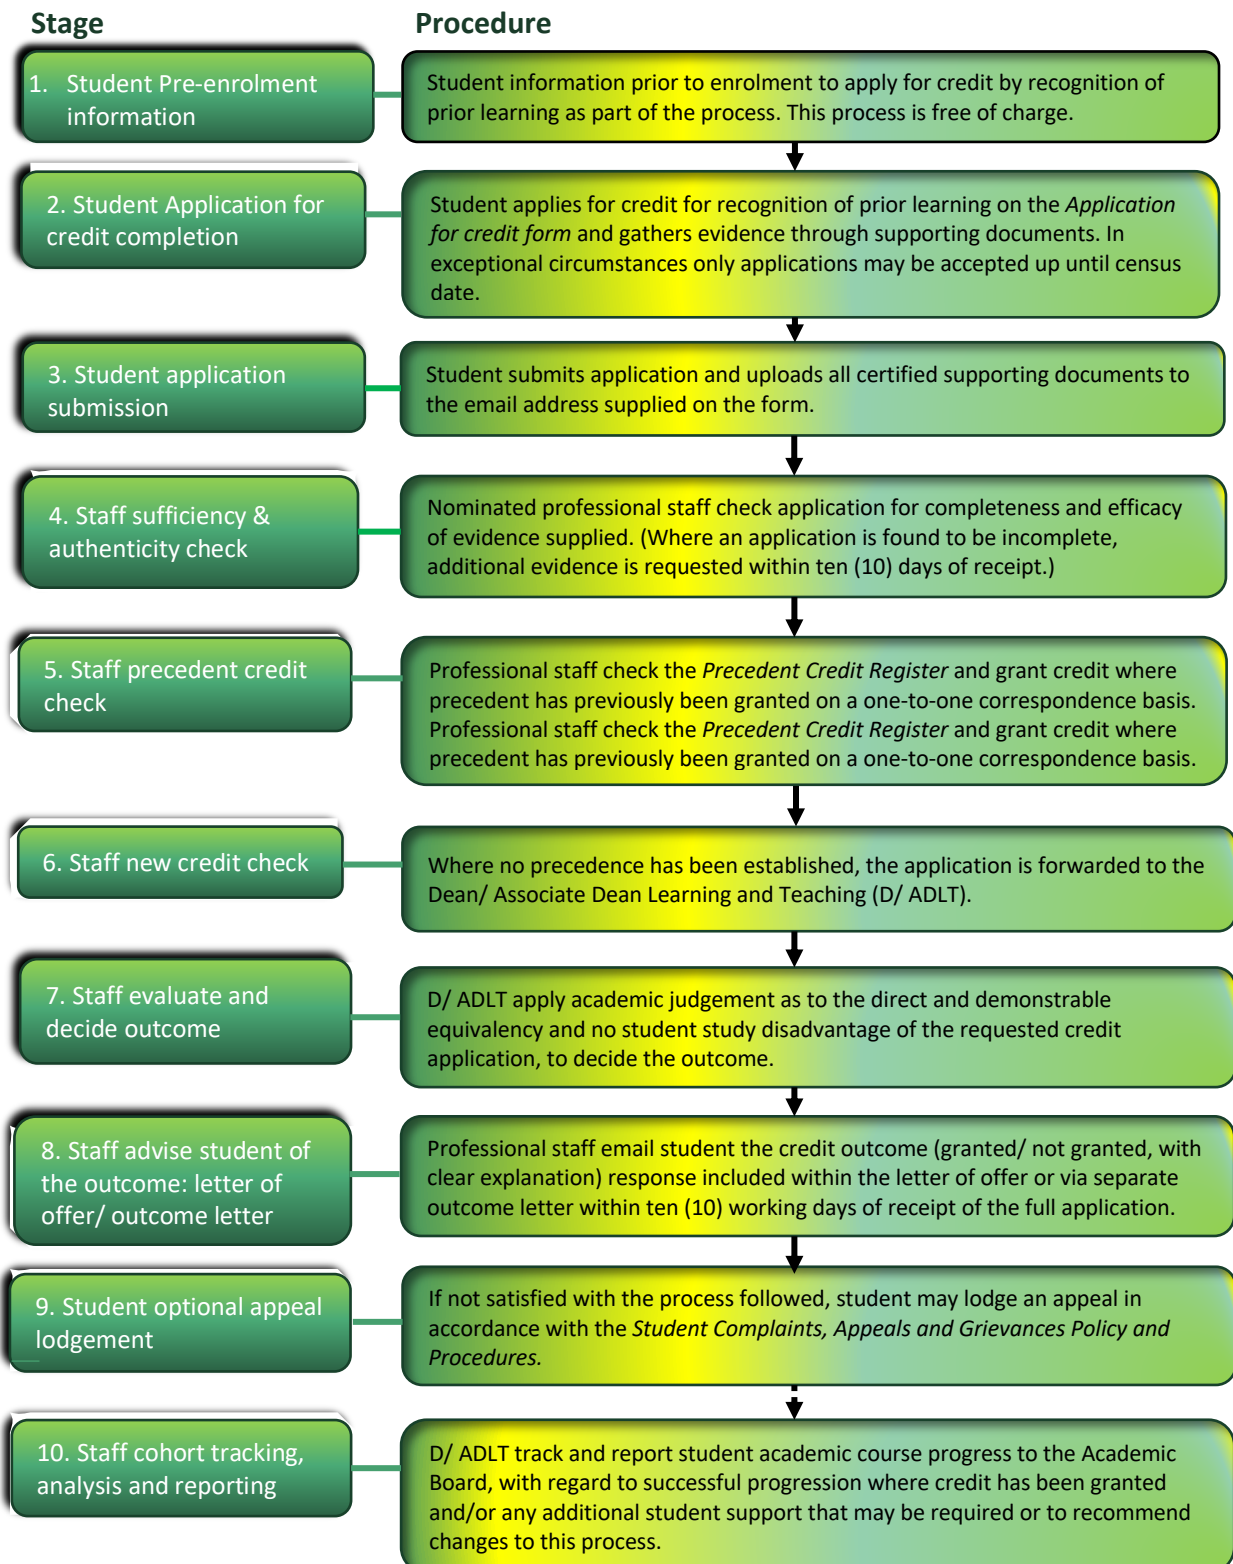 Stage
Procedure
1. Student Pre-enrolment
information
Student information prior to enrolment to apply for credit by recognition of
prior learning as part of the process. This process is free of charge.
2. Student Application for
credit completion
Student applies for credit for recognition of prior learning on the Application
for credit form and gathers evidence through supporting documents. In
exceptional circumstances only applications may be accepted up until census
date.
3. Student application
submission
Student submits application and uploads all certified supporting documents to
the email address supplied on the form.
4. Staff sufficiency &
authenticity check
Nominated professional staff check application for completeness and efficacy
of evidence supplied. (Where an application is found to be incomplete,
additional evidence is requested within ten (10) days of receipt.)
5. Staff precedent credit
check
Professional staff check the Precedent Credit Register and grant credit where
precedent has previously been granted on a one-to-one correspondence basis.
Professional staff check the Precedent Credit Register and grant credit where
precedent has previously been granted on a one-to-one correspondence basis.
6. Staff new credit check
Where no precedence has been established, the application is forwarded to the
Dean/ Associate Dean Learning and Teaching (D/ ADLT).
7. Staff evaluate and
decide outcome
D/ ADLT apply academic judgement as to the direct and demonstrable
equivalency and no student study disadvantage of the requested credit
application, to decide the outcome.
8. Staff advise student of
the outcome: letter of
offer/ outcome letter
Professional staff email student the credit outcome (granted/ not granted, with
clear explanation) response included within the letter of offer or via separate
outcome letter within ten (10) working days of receipt of the full application.
9. Student optional appeal
lodgement
If not satisfied with the process followed, student may lodge an appeal in
accordance with the Student Complaints, Appeals and Grievances Policy and
Procedures.
10. Staff cohort tracking,
analysis and reporting
D/ ADLT track and report student academic course progress to the Academic
Board, with regard to successful progression where credit has been granted
and/or any additional student support that may be required or to recommend
changes to this process.